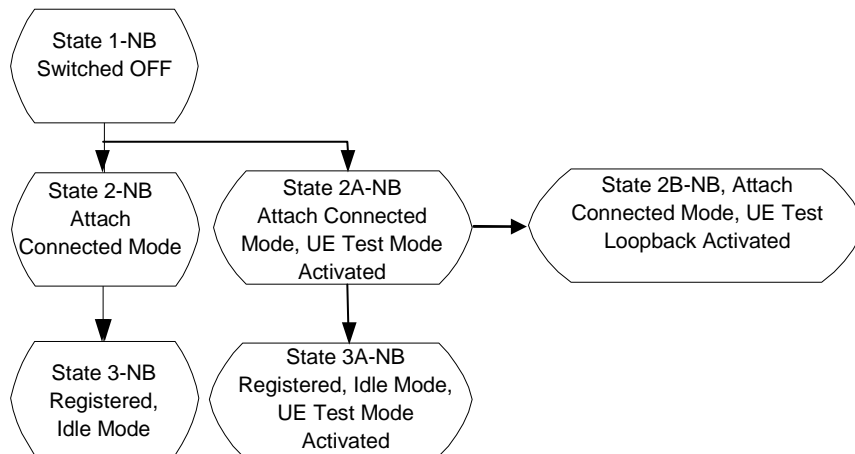 State 1-NB
Switched OFF
State 2-NB
Attach
Connected Mode
State 2A-NB
Attach Connected
Mode, UE Test Mode
Activated
State 2B-NB, Attach
Connected Mode, UE Test
Loopback Activated
State 3-NB
Registered,
Idle Mode
State 3A-NB
Registered, Idle Mode,
UE Test Mode
Activated